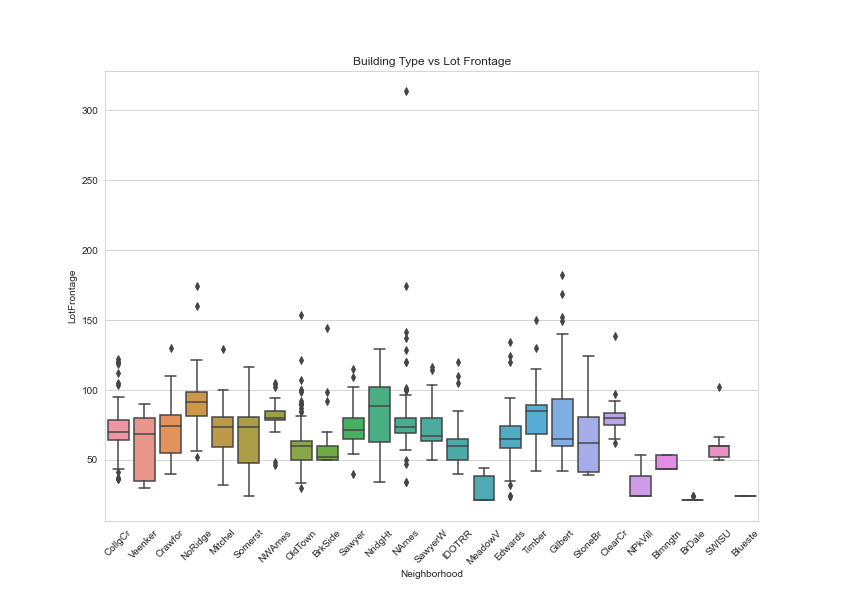 Building Type vs Lot Frontage
300
250
200
150
100
50
LotFrontage
CollgCr
Veenker
Crawfor
NoRidge
Mitchel
Somerst
NWAmes
OldTown
BrkSide
Sawyer
NridgHt
NAmes
SawyerW
IDOTRR
MeadowV
Edwards
Timber
Gilbert
StoneBr
ClearCr
NPkVill
Blmngtn
BrDale
SWISU
Blueste
Neighborhood